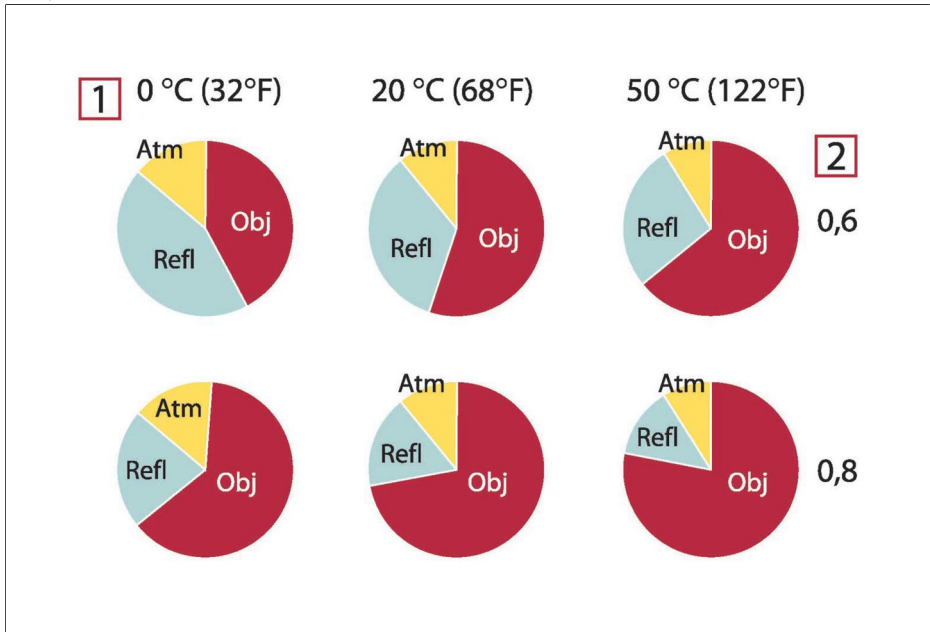 1 0 °C (32°F) 20 °C (68°F) 50 °C (122°F)
Atm Atm Atm 2
Obj Refl Obj Refl Obj Refl 0,6
Atm Atm Atm
Refl Obj Refl Obj Refl Obj 0,8